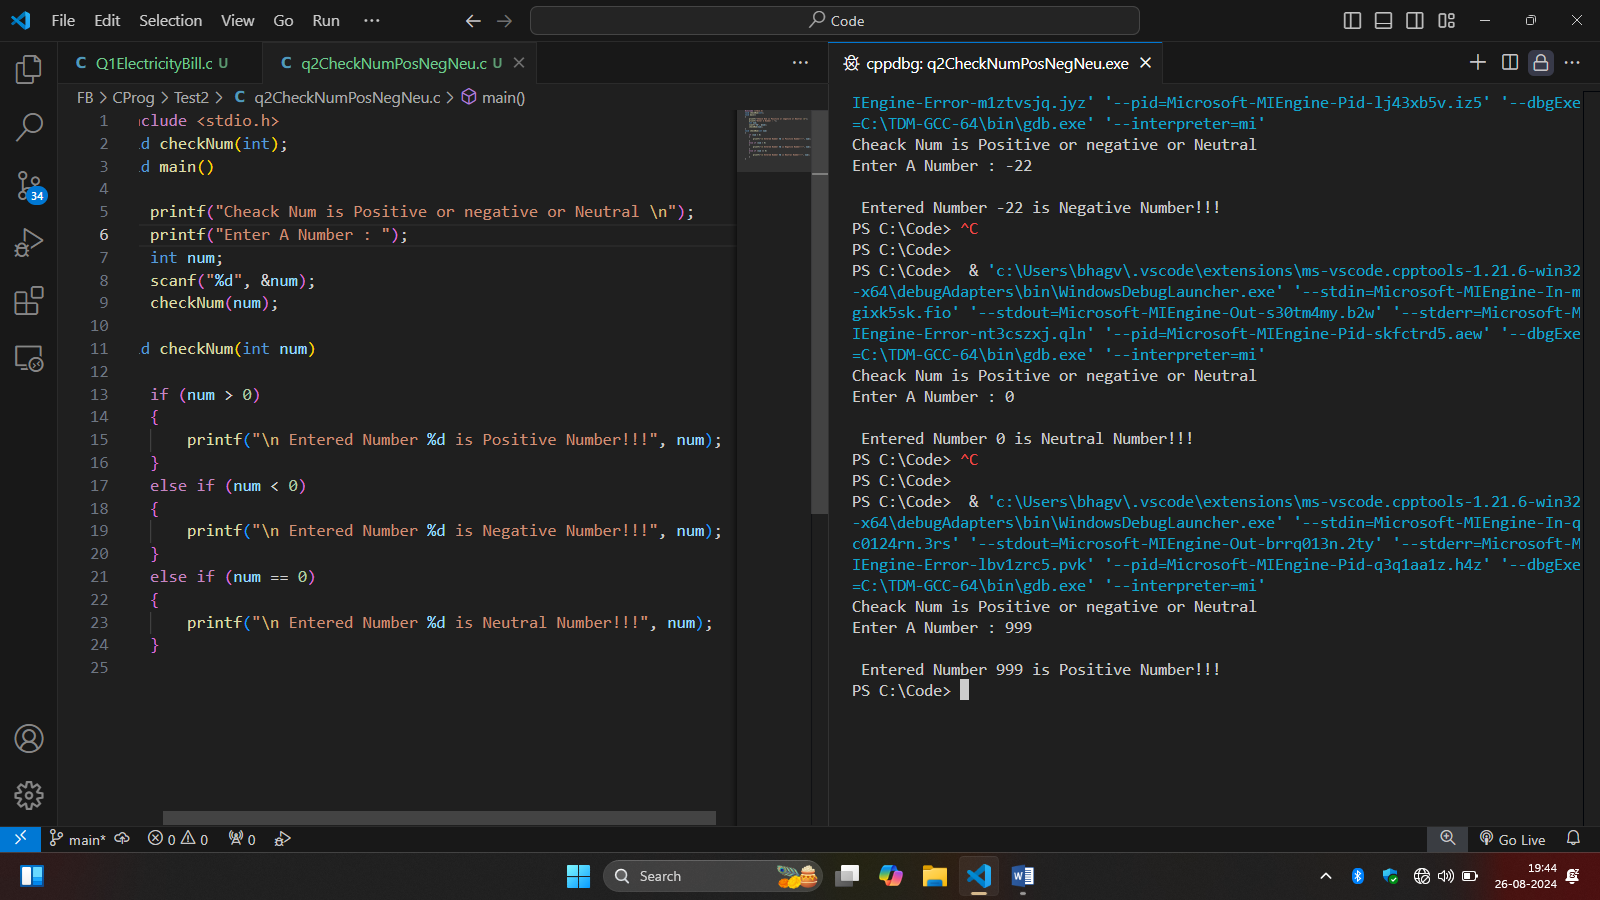 File Edit Selection View Go Run ··· Code
Q1ElectricityBill.c U
q2CheckNumPosNegNeu.c U
FB > CProg > Test2 > C q2CheckNumPosNegNeu.c > main()
1 clude <stdio.h>
2 d checkNum(int);
3 d main()
4
5 printf("Cheack Num is Positive or negative or Neutral \n");
6 printf("Enter A Number : ");
7 int num;
8 scanf("%d", &num);
9 checkNum(num);
10
11 d checkNum(int num)
12
13 if (num > 0)
14 {
15 printf("\n Entered Number %d is Positive Number!!!", num);
16 }
17 else if (num < 0)
18 {
19 printf("\n Entered Number %d is Negative Number!!!", num);
20 }
21 else if (num == 0)
22 {
23 printf("\n Entered Number %d is Neutral Number!!!", num);
24 }
25
cppdbg: q2CheckNumPosNegNeu.exe
IEngine-Error-m1ztvsjq.jyz' '--pid=Microsoft-MIEngine-Pid-lj43xb5v.iz5' '--dbgExe
=C:\TDM-GCC-64\bin\gdb.exe' '--interpreter=mi'
Cheack Num is Positive or negative or Neutral
Enter A Number : -22
Entered Number -22 is Negative Number!!!
PS C:\Code> ^C
PS C:\Code>
PS C:\Code> & 'c:\Users\bhagv\.vscode\extensions\ms-vscode.cpptools-1.21.6-win32
-x64\debugAdapters\bin\WindowsDebugLauncher.exe' '--stdin=Microsoft-MIEngine-In-m
gixk5sk.fio' '--stdout=Microsoft-MIEngine-Out-s30tm4my.b2w' '--stderr=Microsoft-M
IEngine-Error-nt3cszxj.qln' '--pid=Microsoft-MIEngine-Pid-skfctrd5.aew' '--dbgExe
=C:\TDM-GCC-64\bin\gdb.exe' '--interpreter=mi'
Cheack Num is Positive or negative or Neutral
Enter A Number : 0
Entered Number 0 is Neutral Number!!!
PS C:\Code> ^C
PS C:\Code>
PS C:\Code> & 'c:\Users\bhagv\.vscode\extensions\ms-vscode.cpptools-1.21.6-win32
-x64\debugAdapters\bin\WindowsDebugLauncher.exe' '--stdin=Microsoft-MIEngine-In-q
c0124rn.3rs' '--stdout=Microsoft-MIEngine-Out-brrq013n.2ty' '--stderr=Microsoft-M
IEngine-Error-lbv1zrc5.pvk' '--pid=Microsoft-MIEngine-Pid-q3q1aa1z.h4z' '--dbgExe
=C:\TDM-GCC-64\bin\gdb.exe' '--interpreter=mi'
Cheack Num is Positive or negative or Neutral
Enter A Number : 999
Entered Number 999 is Positive Number!!!
PS C:\Code>
34
main* 0 0 0 Go Live
Search
19:44
26-08-2024